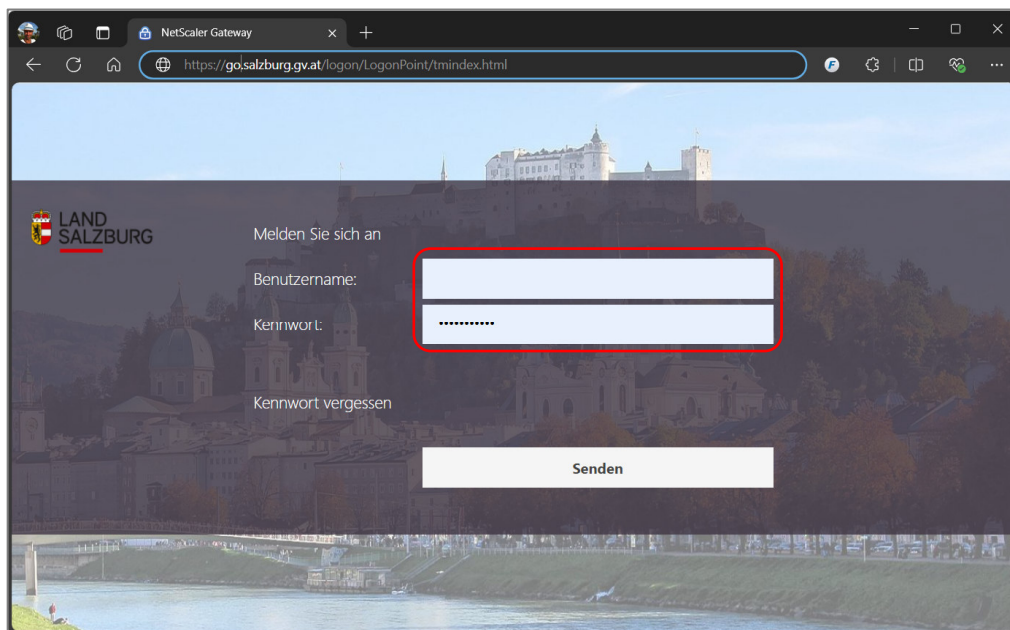 NetScaler Gateway
https://go.salzburg.gv.at/logon/LogonPoint/tmindex.html
LAND
SALZBURG
Melden Sie sich an
Benutzername:
Kennwort:
Kennwort vergessen
Senden